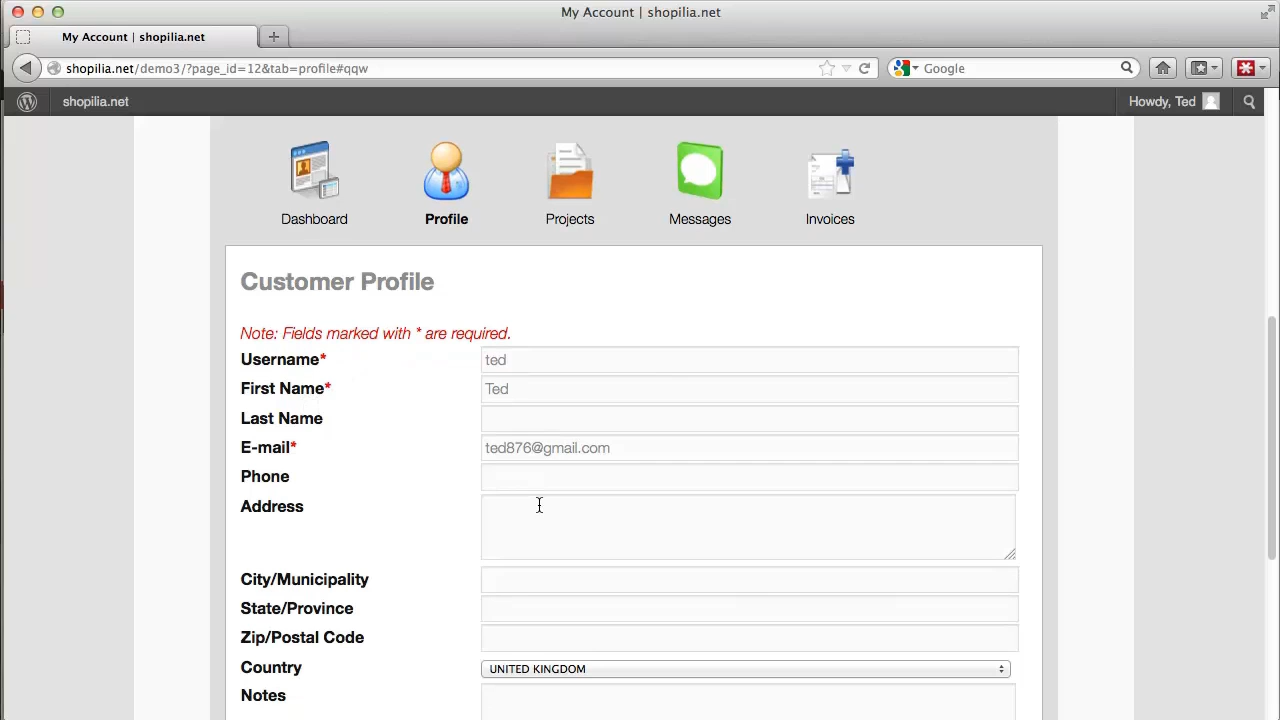 My Account | shopilia.net
My Account | shopilia.net
shopilia.net/demo3/?page_id=12&tab=profile#qqw
Google
shopilia.net
Howdy, Ted
Dashboard
Profile
Projects
Messages
Invoices
Customer Profile
Note: Fields marked with * are required.
Username* ted
First Name* Ted
Last Name
E-mail* ted876@gmail.com
Phone
Address
City/Municipality
State/Province
Zip/Postal Code
Country UNITED KINGDOM
Notes